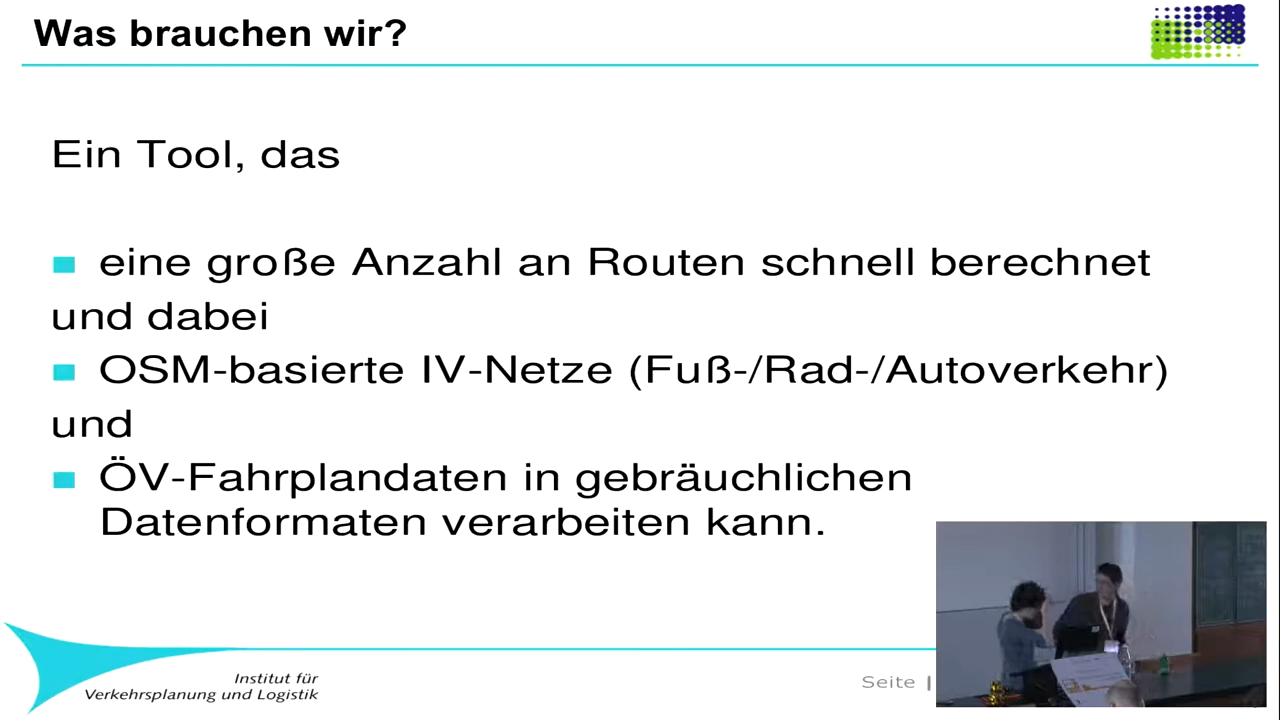 Was brauchen wir?
Ein Tool, das
eine große Anzahl an Routen schnell berechnet
und dabei
OSM-basierte IV-Netze (Fuß-/Rad-/Autoverkehr)
und
ÖV-Fahrplandaten in gebräuchlichen
Datenformaten verarbeiten kann.
Institut für
Verkehrsplanung und Logistik
Seite |